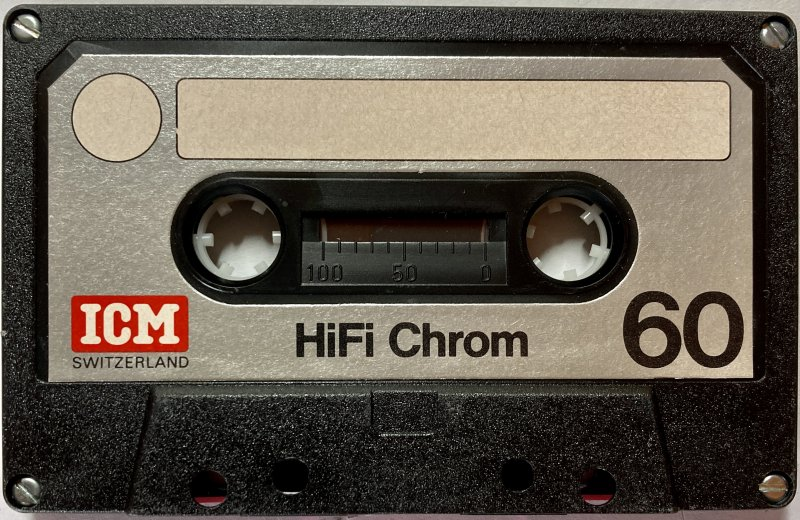 100 50 0
ICM
SWITZERLAND
HiFi Chrom
60